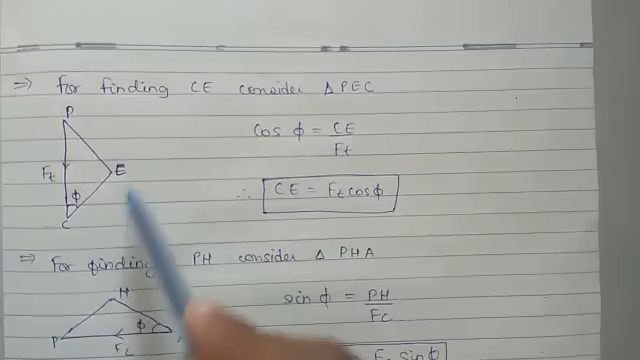 ⇒ For finding CE consider Δ PEC
P
cos ϕ = CE / Ft
Ft
E
ϕ
C
∴ CE = Ft cos ϕ
⇒ For finding PH consider Δ PHA
H
sin ϕ = PH / Fc
P
ϕ
Fc
sin ϕ